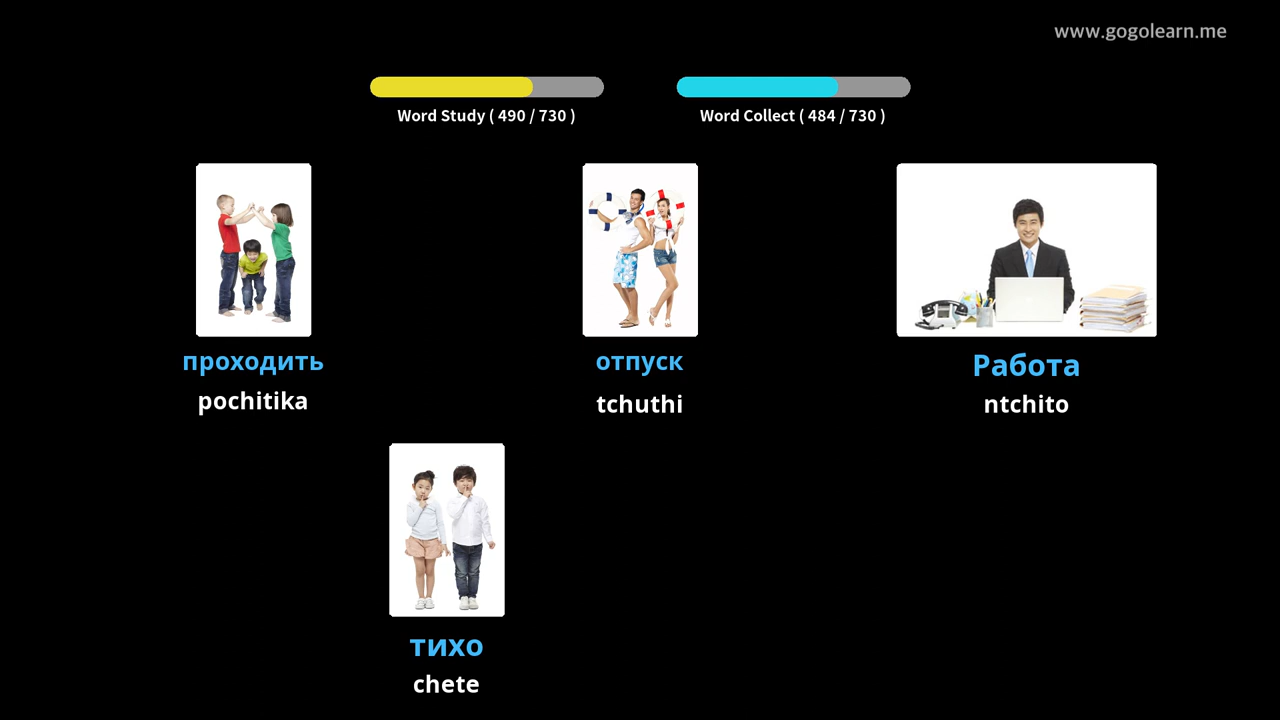 www.gogolearn.me
Word Study ( 490 / 730 )
Word Collect ( 484 / 730 )
проходить
pochitika
отпуск
tchuthi
Работа
ntchito
тихо
chete